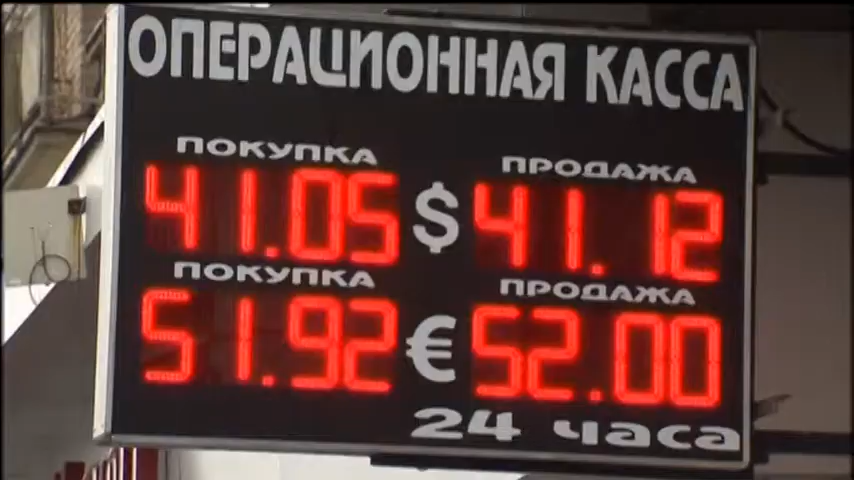 ОПЕРАЦИОННАЯ КАССА
ПОКУПКА ПРОДАЖА
41.05 $ 41.12
ПОКУПКА ПРОДАЖА
51.92 € 52.00
24 часа